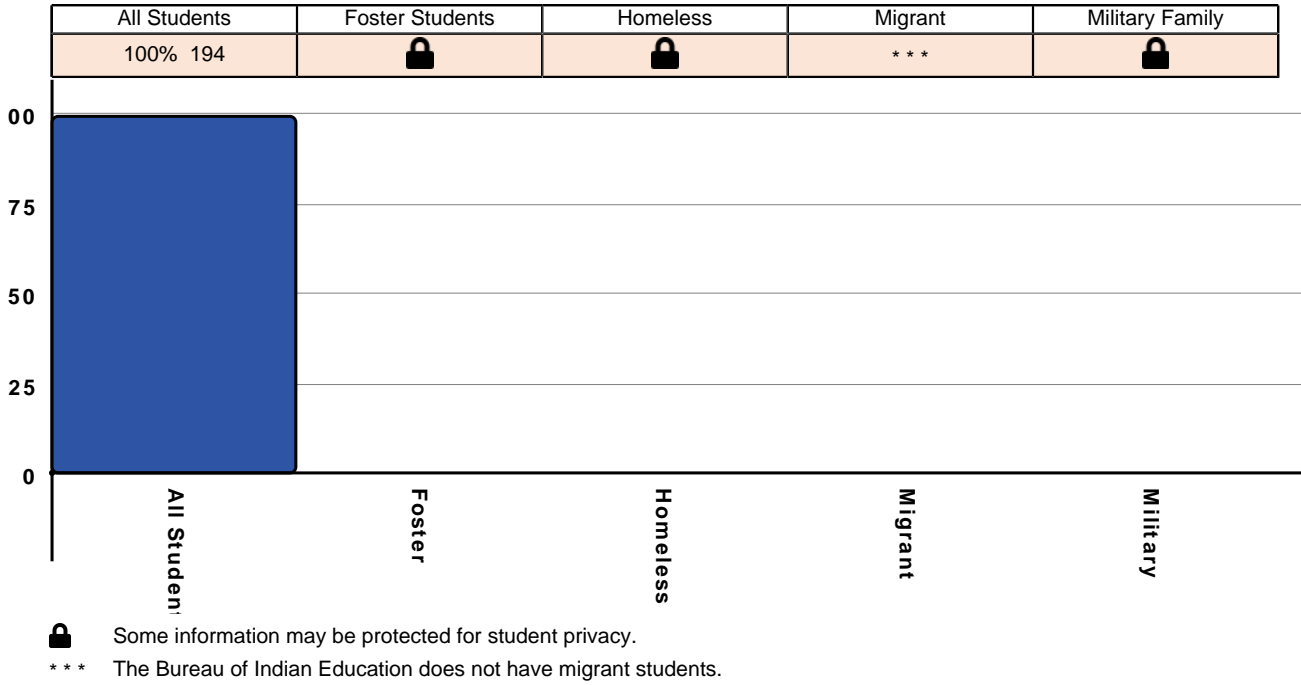 All Students Foster Students Homeless Migrant Military Family
100% 194 * * *
00
75
50
25
0
All Student
Foster
Homeless
Migrant
Military
Some information may be protected for student privacy.
* * * The Bureau of Indian Education does not have migrant students.